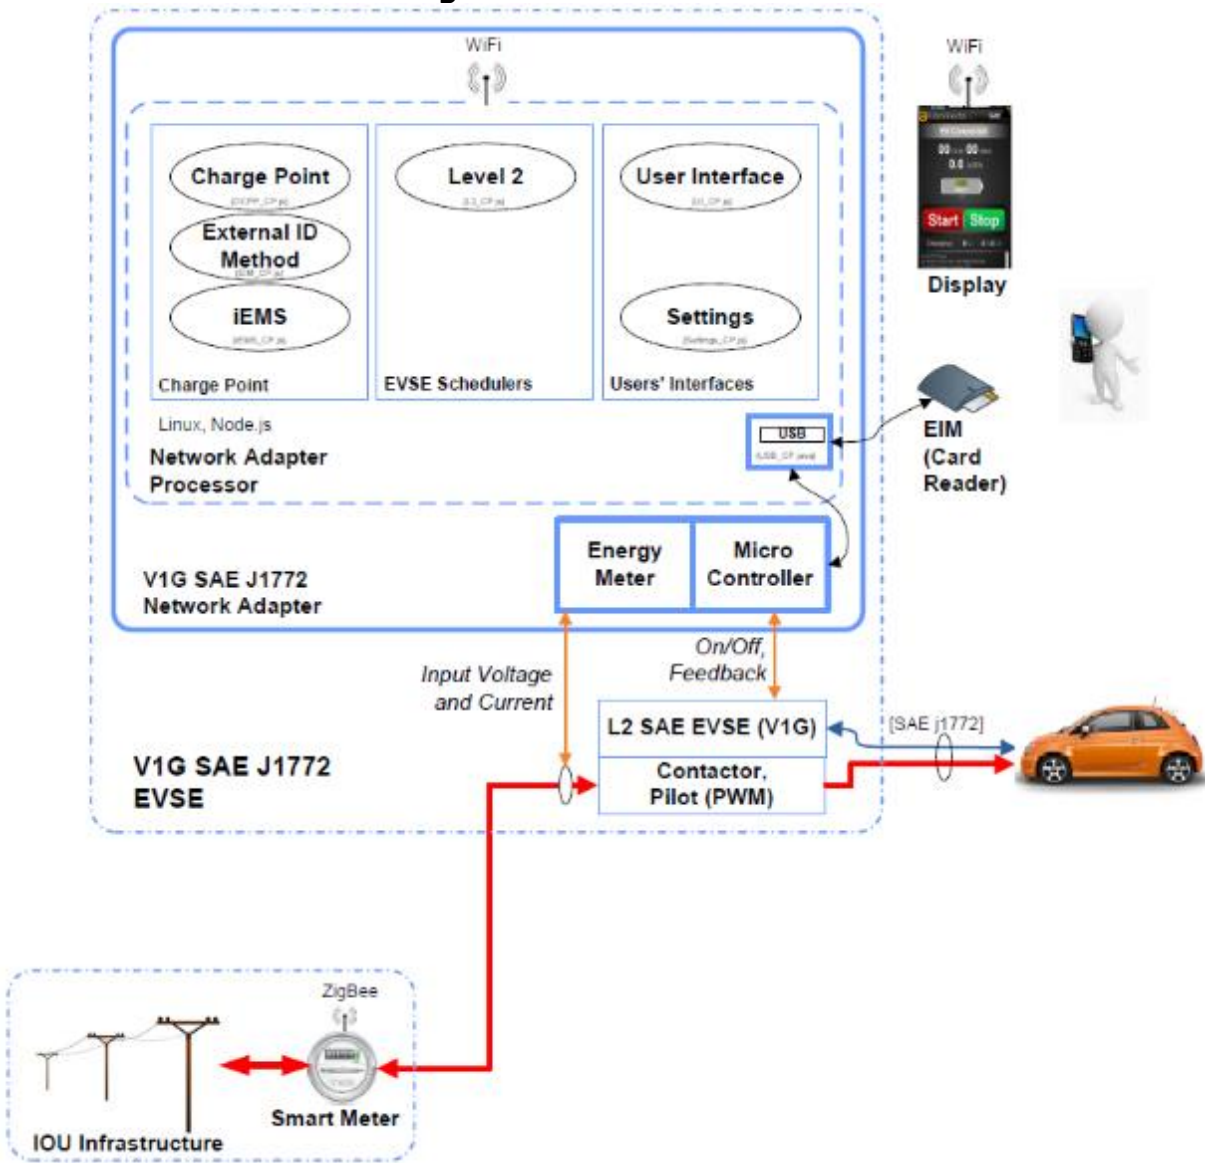 WiFi
WiFi
Charge Point
Level 2
User Interface
External ID
Method
iEMS
Settings
Charge Point
EVSE Schedulers
Users' Interfaces
Start Stop
Display
Linux, Node.js
Network Adapter
Processor
USB
EIM
(Card
Reader)
Energy
Meter
Micro
Controller
V1G SAE J1772
Network Adapter
On/Off,
Feedback
Input Voltage
and Current
L2 SAE EVSE (V1G)
[SAE j1772]
Contactor,
Pilot (PWM)
V1G SAE J1772
EVSE
ZigBee
Smart Meter
IOU Infrastructure